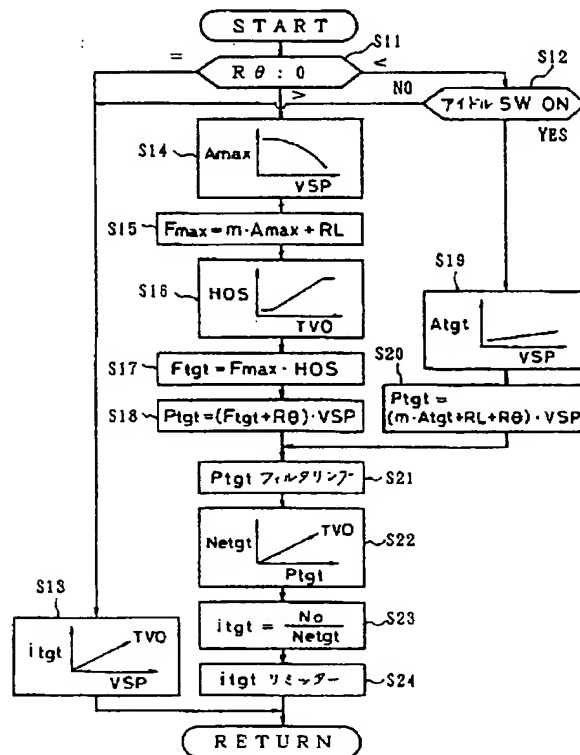 START
S11
=
Rθ : 0
<
S12
>
NO
アイドル SW ON
YES
S14
Amax
VSP
S15
Fmax = m·Amax + RL
S16
HOS
TVO
S19
Atgt
VSP
S17
Ftgt = Fmax · HOS
S20
S18
Ptgt = (Ftgt + Rθ) · VSP
Ptgt =
(m·Atgt + RL + Rθ) · VSP
Ptgt フィルタリング
S21
Netgt
TVO
Ptgt
S22
S13
itgt
TVO
VSP
itgt = No / Netgt
S23
itgt リミッター
S24
RETURN